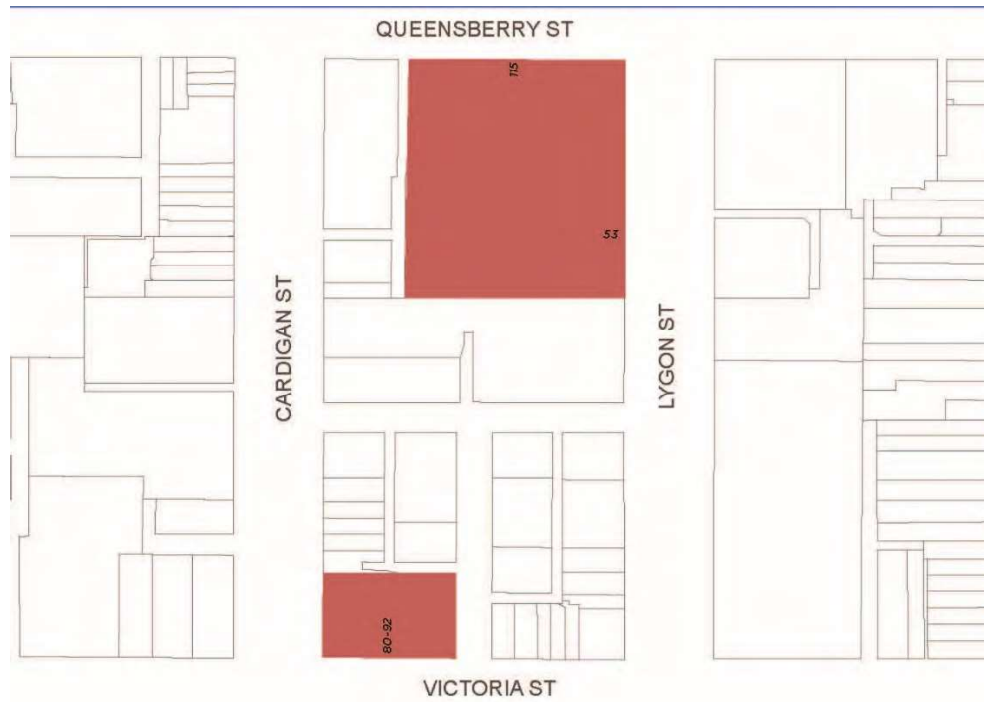 QUEENSBERRY ST
115
53
CARDIGAN ST
LYGON ST
80-92
VICTORIA ST